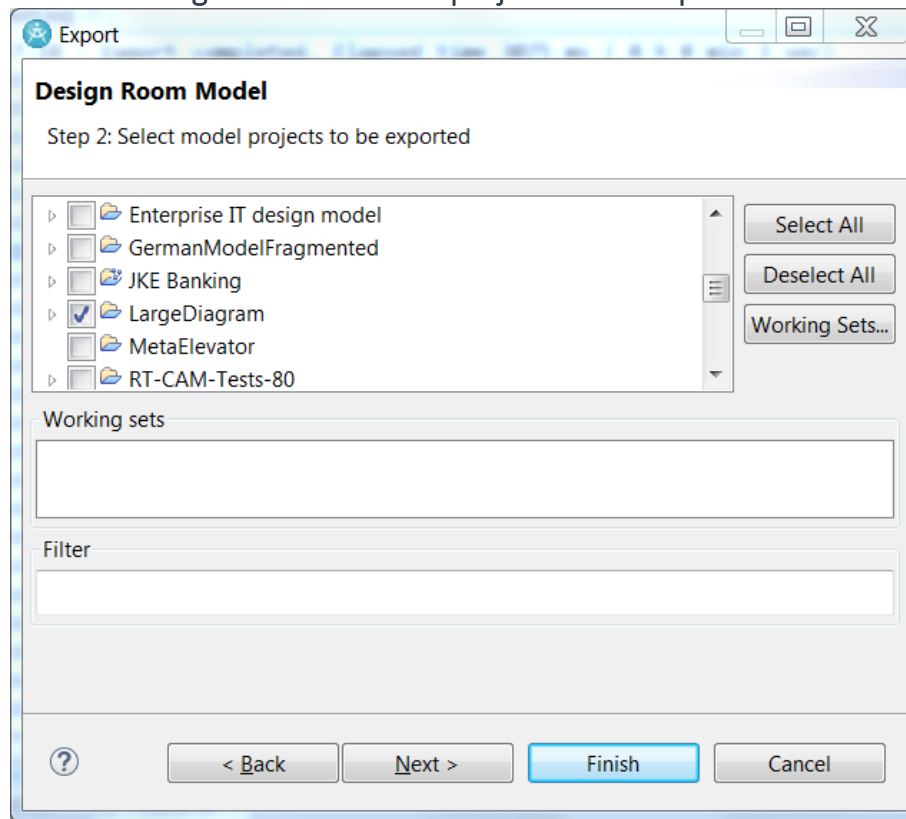 Export
Design Room Model
Step 2: Select model projects to be exported
Enterprise IT design model
GermanModelFragmented
JKE Banking
LargeDiagram
MetaElevator
RT-CAM-Tests-80
Select All
Deselect All
Working Sets...
Working sets
Filter
< Back
Next >
Finish
Cancel